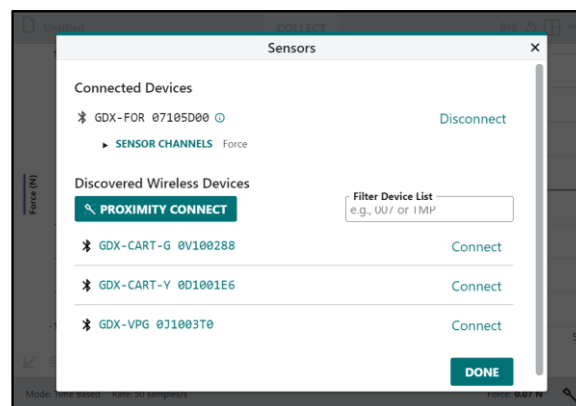 Untitled
COLLECT
Sensors
Connected Devices
GDX-FOR 07105D00
Disconnect
SENSOR CHANNELS Force
Discovered Wireless Devices
PROXIMITY CONNECT
Filter Device List
e.g., 007 or TMP
GDX-CART-G 0V100288
Connect
GDX-CART-Y 0D1001E6
Connect
GDX-VPG 0J1003T0
Connect
DONE
Force (N)
Mode: Time Based Rate: 50 samples/s
Force: 0.07 N